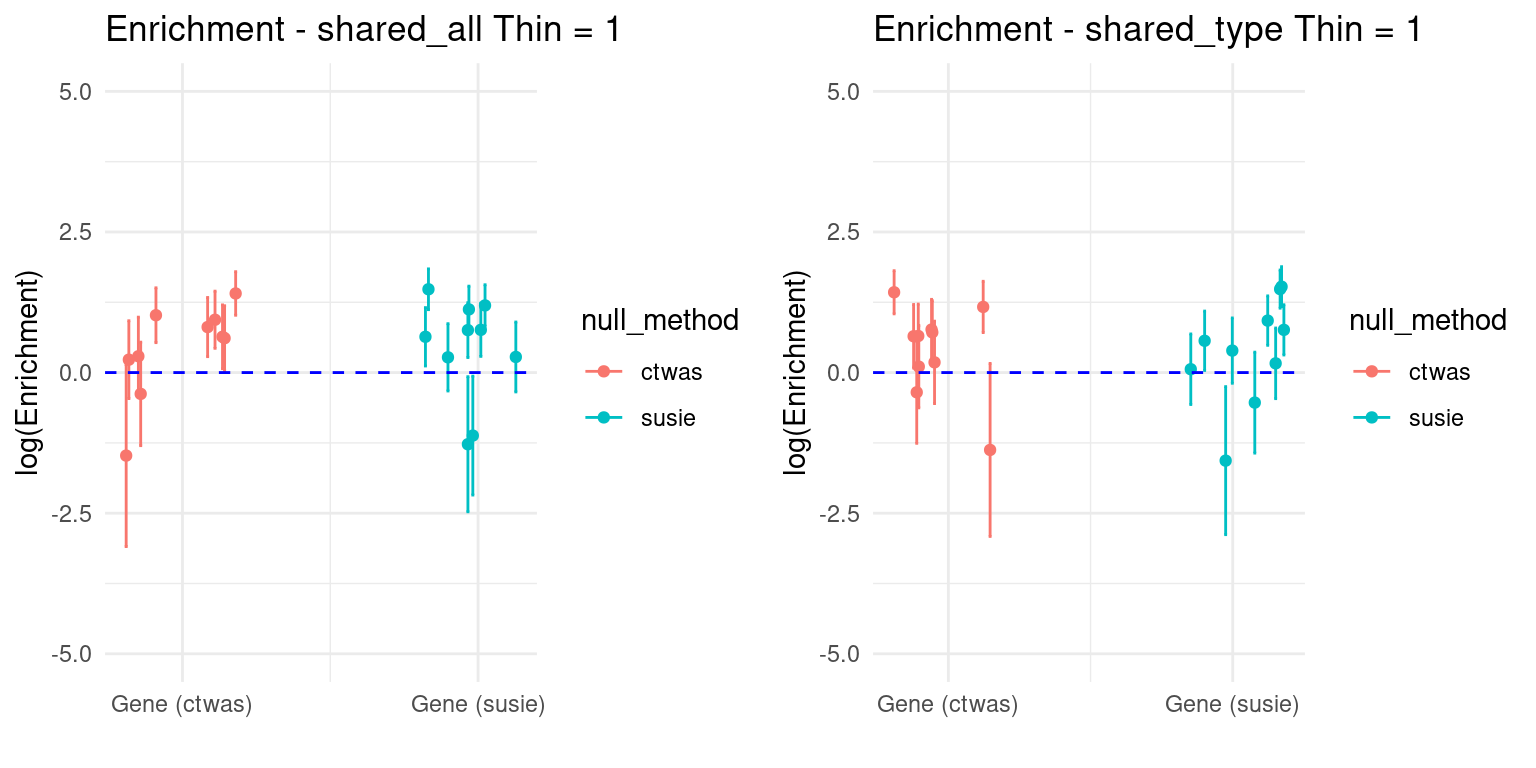 Enrichment - shared_all Thin = 1
log(Enrichment)
5.0
2.5
0.0
-2.5
-5.0
Gene (ctwas)
Gene (susie)
null_method
ctwas
susie
Enrichment - shared_type Thin = 1
log(Enrichment)
5.0
2.5
0.0
-2.5
-5.0
Gene (ctwas)
Gene (susie)
null_method
ctwas
susie